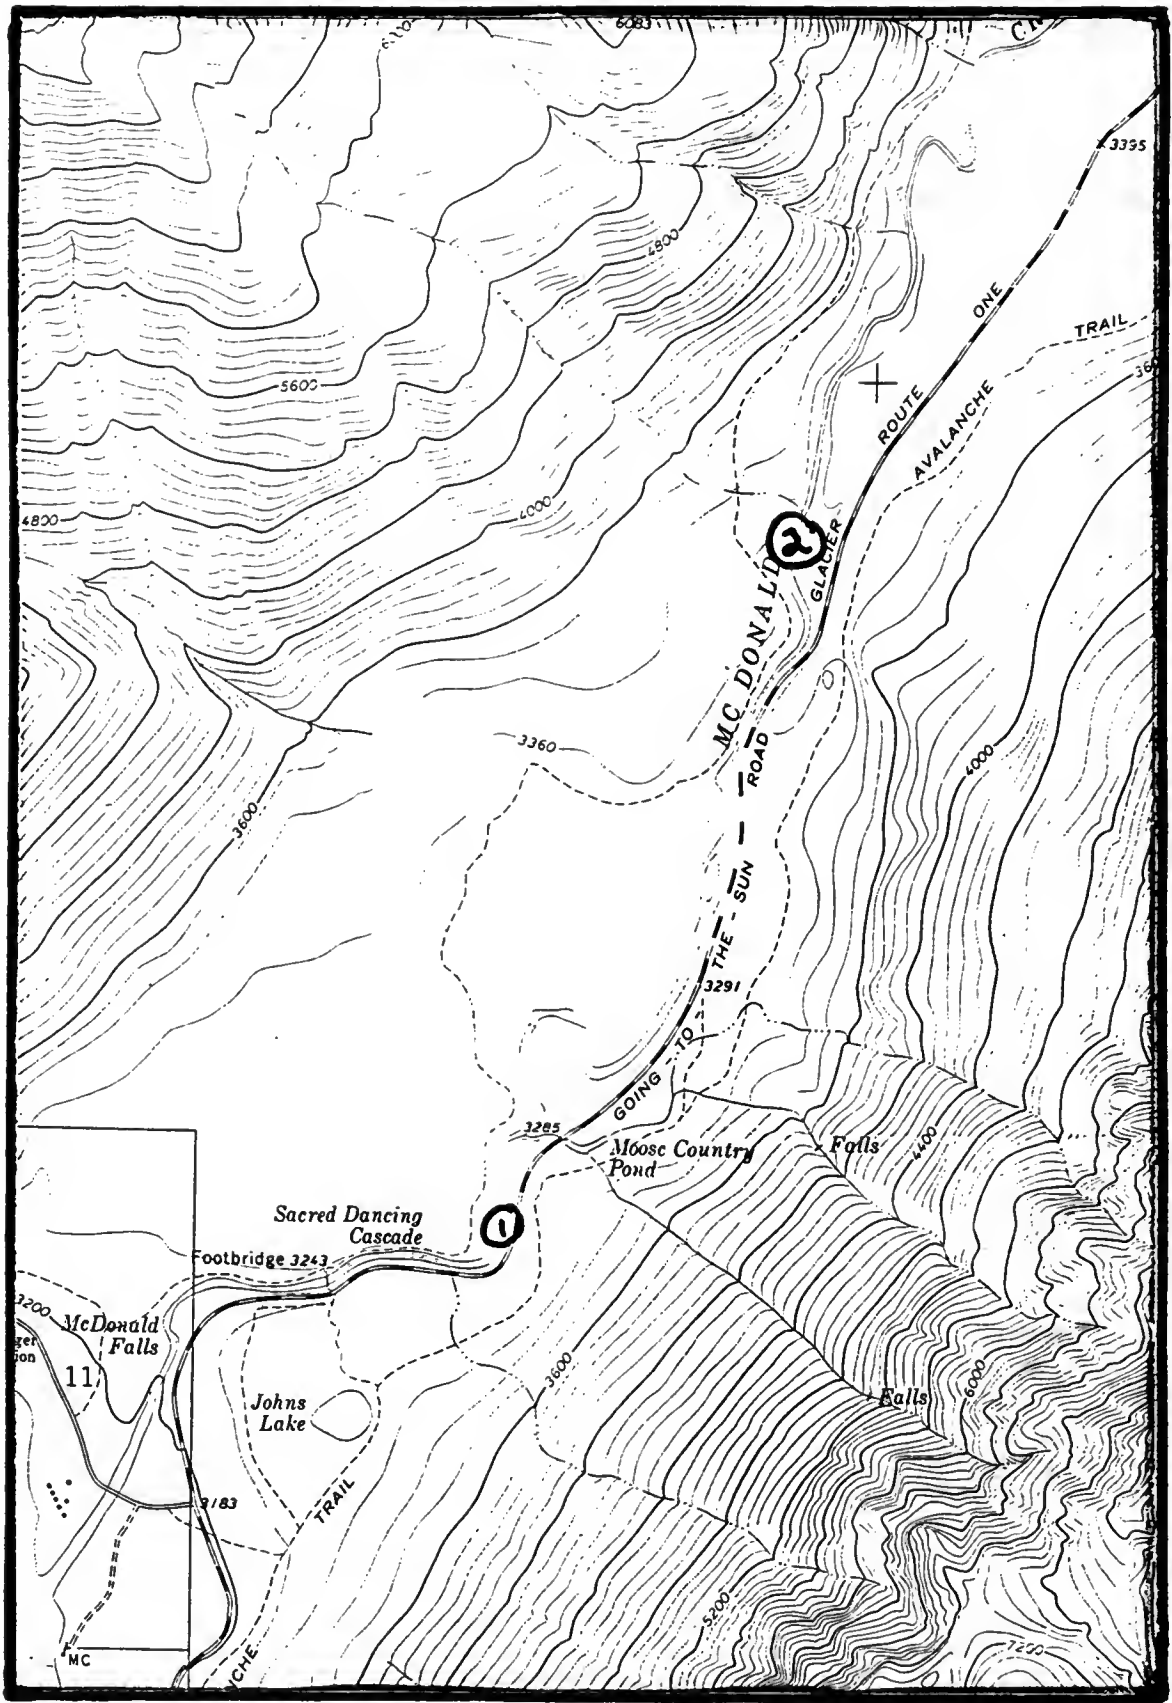 6083
3395
4800
ONE
TRAIL
5600
ROUTE
AVALANCHE
4800
4000
2
GLACIER
MC DONALD
3360
ROAD
4000
3600
SUN
THE
3291
TO
GOING
3285
Moose Country
Pond
Falls
4400
Sacred Dancing
Cascade
1
Footbridge 3243
3200
McDonald
Falls
11
3600
6000
Falls
Johns
Lake
TRAIL
3183
5200
7200
MC